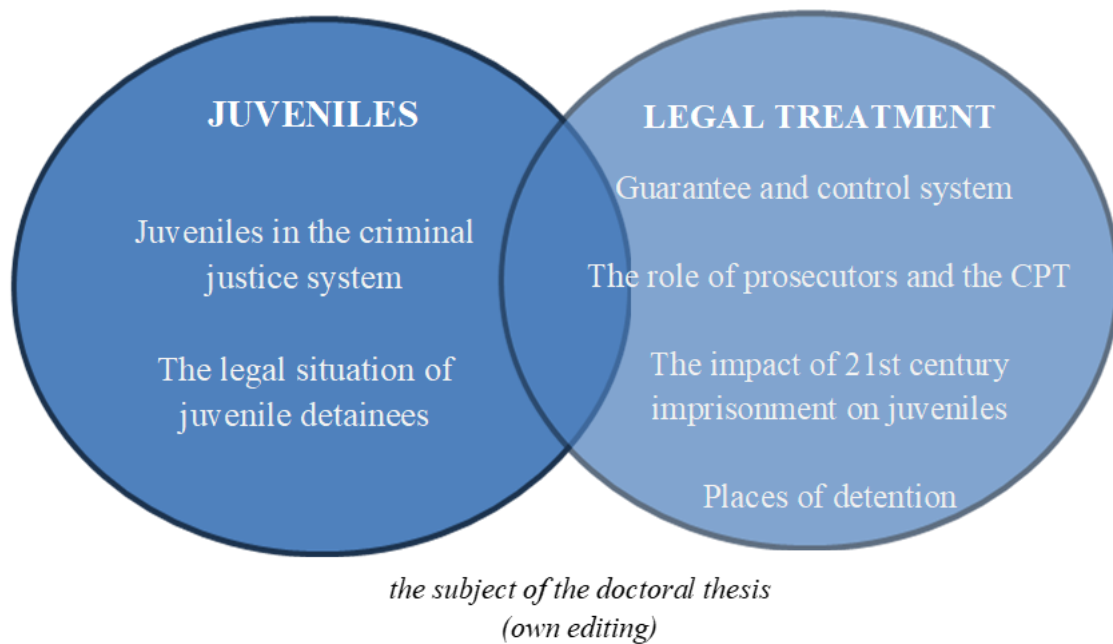 JUVENILES
Juveniles in the criminal
justice system
The legal situation of
juvenile detainees
LEGAL TREATMENT
Guarantee and control system
The role of prosecutors and the CPT
The impact of 21st century
imprisonment on juveniles
Places of detention
the subject of the doctoral thesis
(own editing)